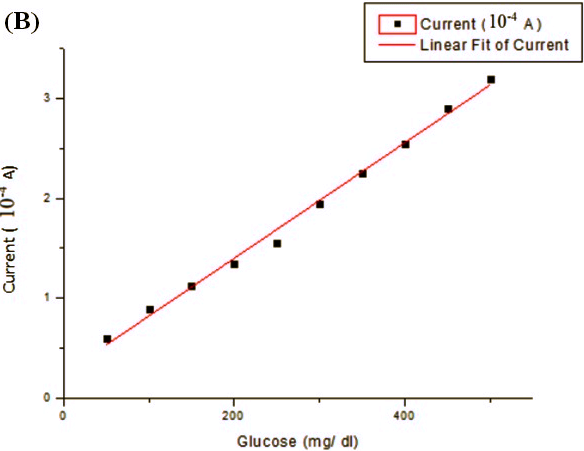 (B)
Current (10⁻⁴ A)
Linear Fit of Current
3
2
1
0
Current ( 10⁻⁴ A)
0
200
400
Glucose (mg/ dl)